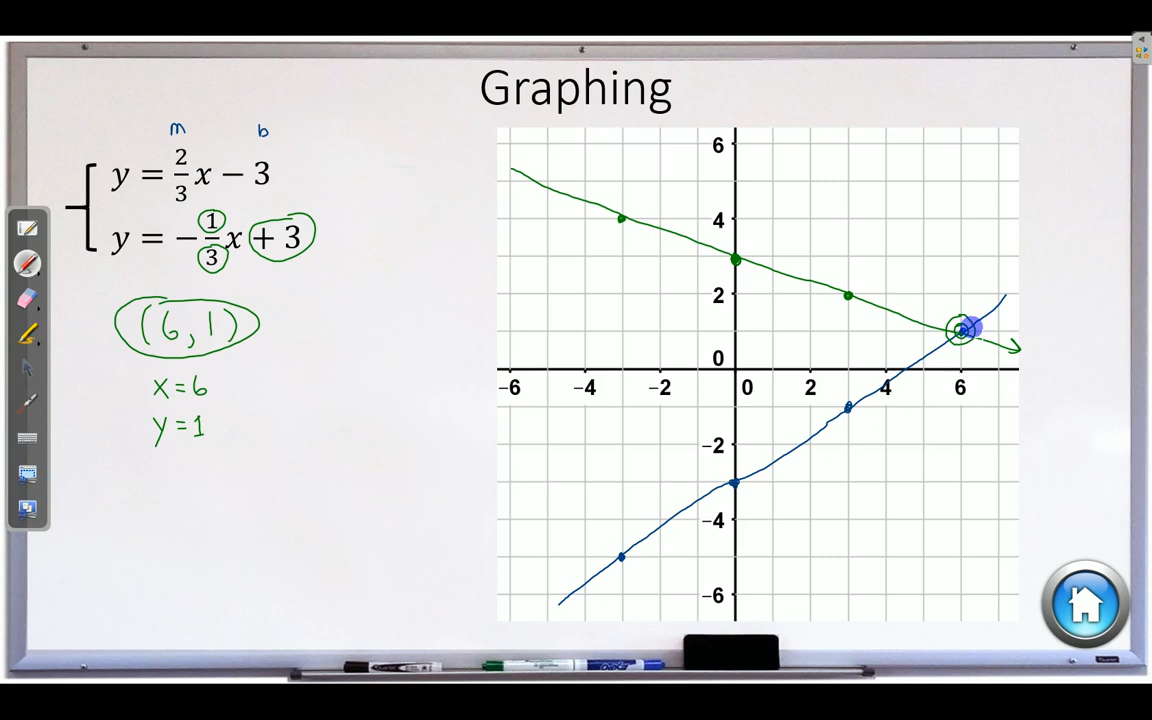 Graphing
m b
y = 2/3 x − 3
y = − 1/3 x + 3
(6,1)
x = 6
y = 1
6
4
2
0
−6 −4 −2 0 2 4 6
−2
−4
−6